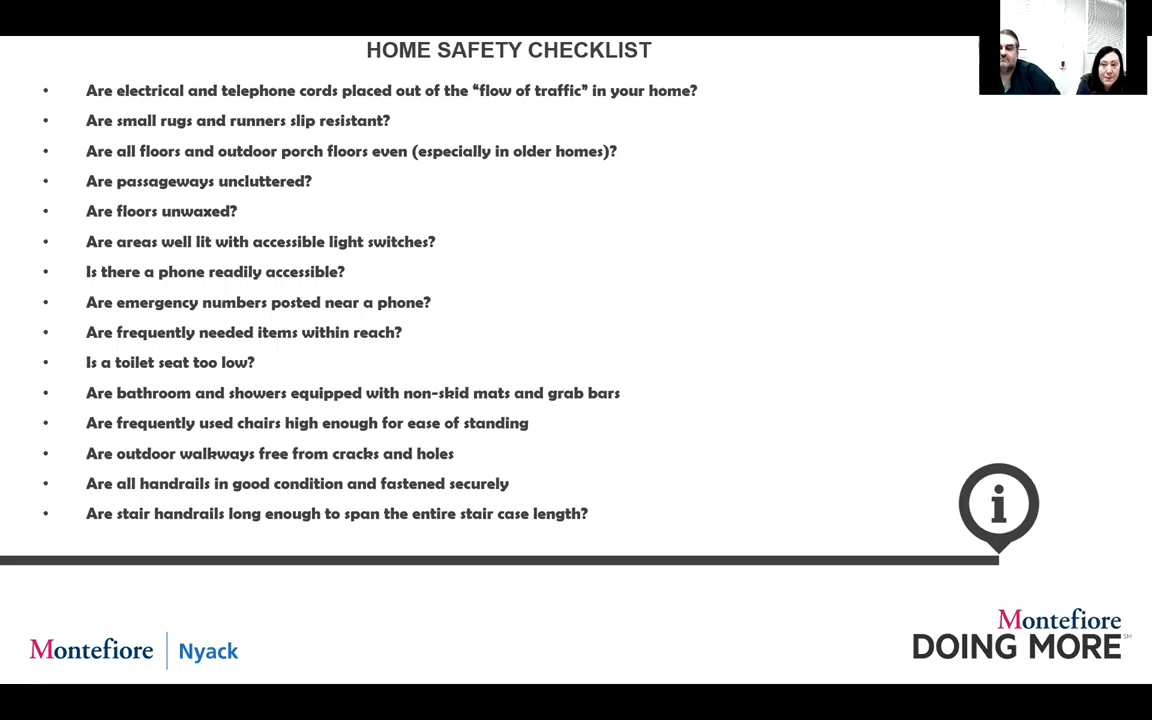 HOME SAFETY CHECKLIST
• Are electrical and telephone cords placed out of the “flow of traffic” in your home?
• Are small rugs and runners slip resistant?
• Are all floors and outdoor porch floors even (especially in older homes)?
• Are passageways uncluttered?
• Are floors unwaxed?
• Are areas well lit with accessible light switches?
• Is there a phone readily accessible?
• Are emergency numbers posted near a phone?
• Are frequently needed items within reach?
• Is a toilet seat too low?
• Are bathroom and showers equipped with non-skid mats and grab bars
• Are frequently used chairs high enough for ease of standing
• Are outdoor walkways free from cracks and holes
• Are all handrails in good condition and fastened securely
• Are stair handrails long enough to span the entire stair case length?
i
Montefiore | Nyack
Montefiore
DOING MORE℠